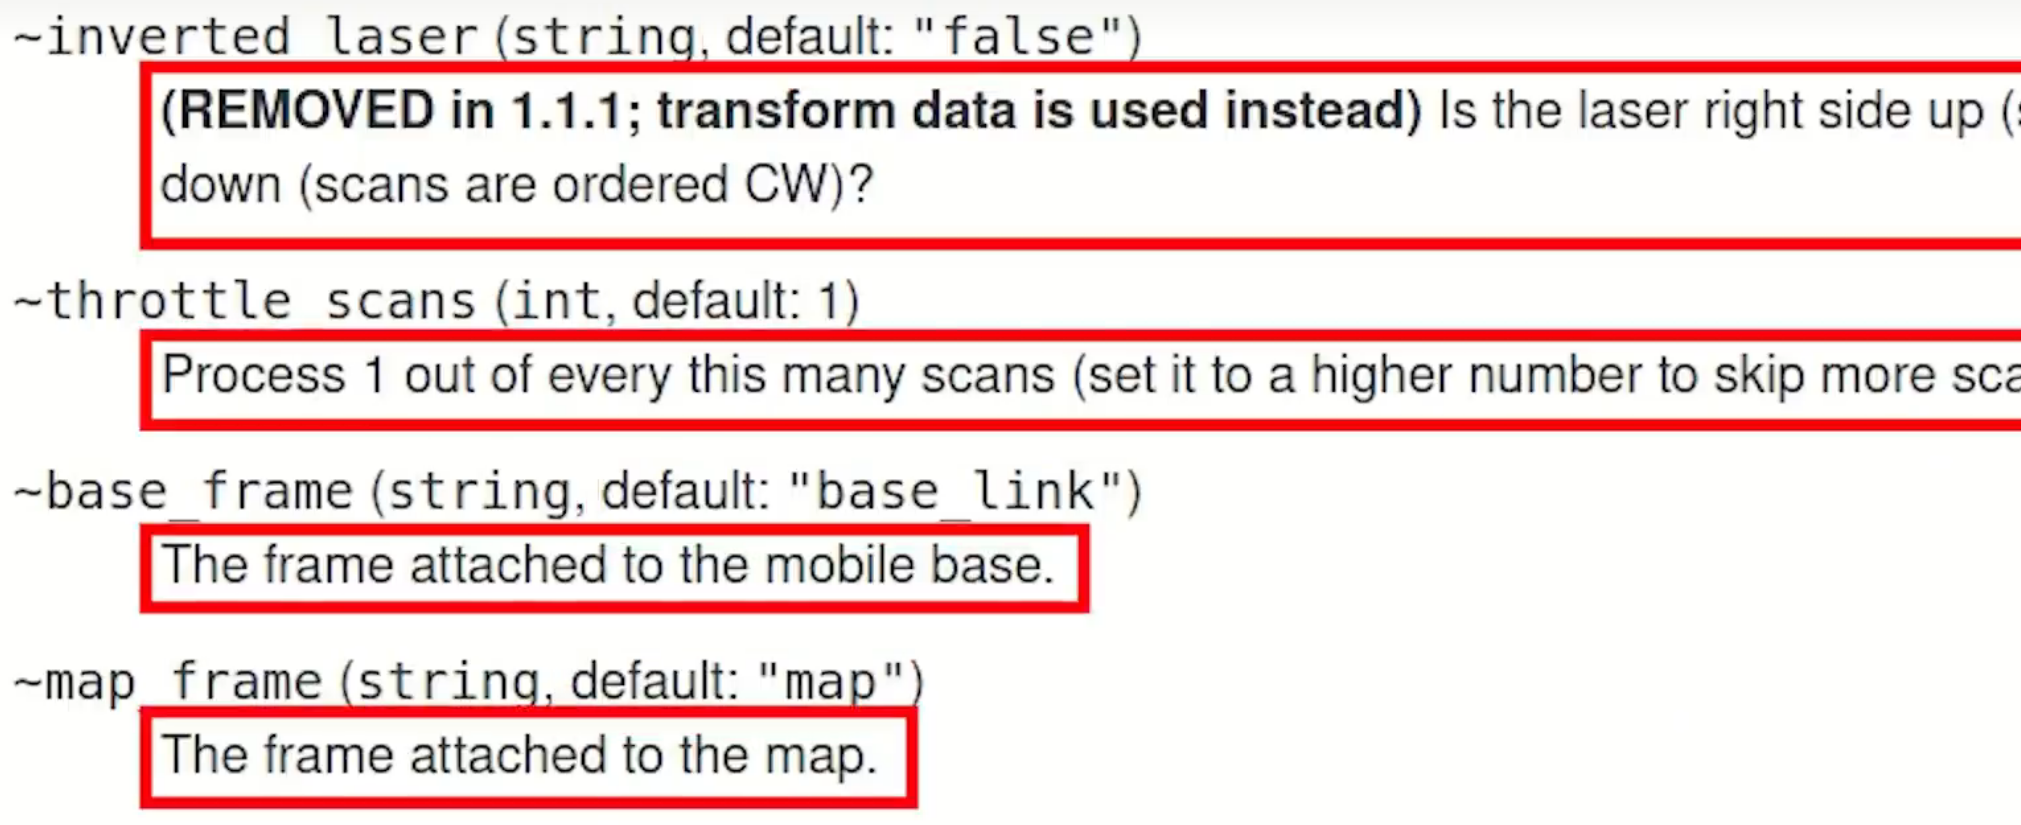 ~inverted_laser (string, default: "false")
(REMOVED in 1.1.1; transform data is used instead) Is the laser right side up (
down (scans are ordered CW)?
~throttle_scans (int, default: 1)
Process 1 out of every this many scans (set it to a higher number to skip more
~base_frame (string, default: "base_link")
The frame attached to the mobile base.
~map_frame (string, default: "map")
The frame attached to the map.